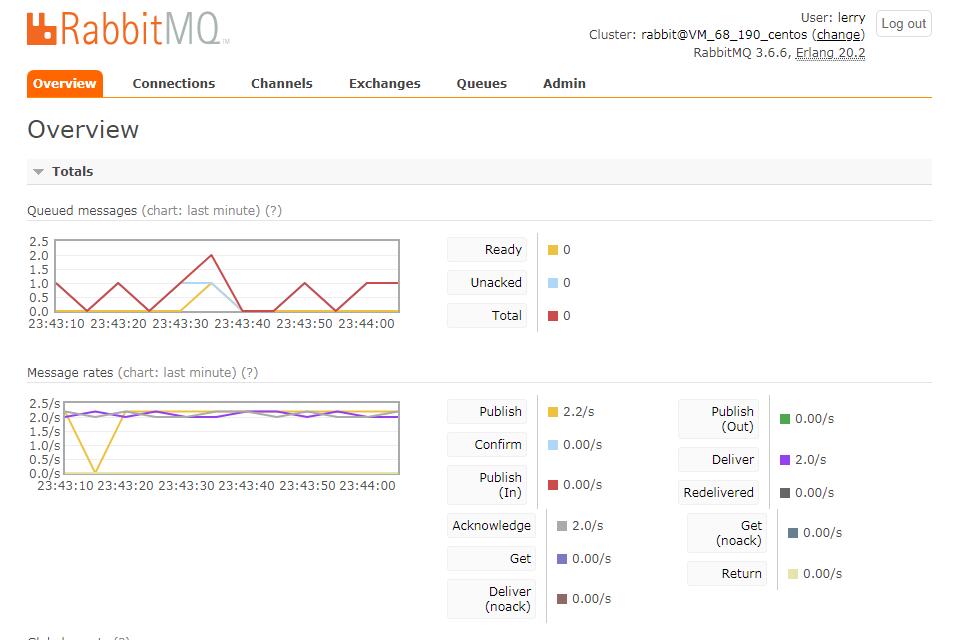 RabbitMQ™
User: lerry
Cluster: rabbit@VM_68_190_centos (change)
RabbitMQ 3.6.6, Erlang 20.2
Log out
Overview Connections Channels Exchanges Queues Admin
Overview
Totals
Queued messages (chart: last minute) (?)
2.5
2.0
1.5
1.0
0.5
0.0
23:43:10 23:43:20 23:43:30 23:43:40 23:43:50 23:44:00
Ready 0
Unacked 0
Total 0
Message rates (chart: last minute) (?)
2.5/s
2.0/s
1.5/s
1.0/s
0.5/s
0.0/s
23:43:10 23:43:20 23:43:30 23:43:40 23:43:50 23:44:00
Publish 2.2/s
Confirm 0.00/s
Publish
(In) 0.00/s
Publish
(Out) 0.00/s
Deliver 2.0/s
Redelivered 0.00/s
Acknowledge 2.0/s
Get 0.00/s
Deliver
(noack) 0.00/s
Get
(noack) 0.00/s
Return 0.00/s